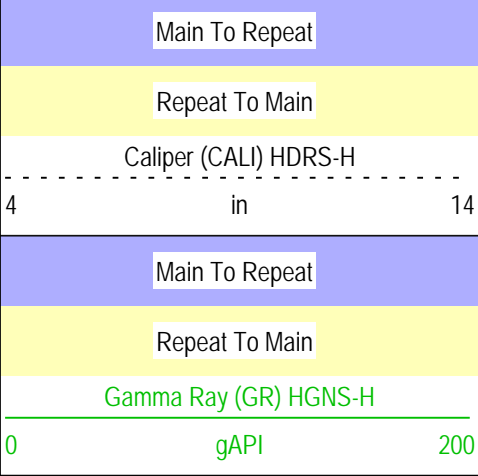 Main To Repeat
Repeat To Main
Caliper (CALI) HDRS-H
4 in 14
Main To Repeat
Repeat To Main
Gamma Ray (GR) HGNS-H
0 gAPI 200